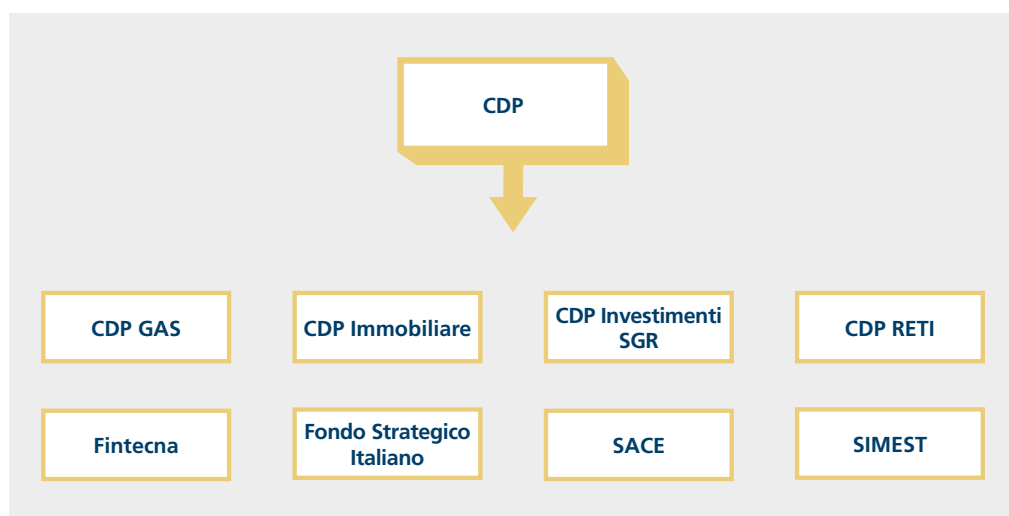 CDP
CDP GAS
CDP Immobiliare
CDP Investimenti
SGR
CDP RETI
Fintecna
Fondo Strategico
Italiano
SACE
SIMEST